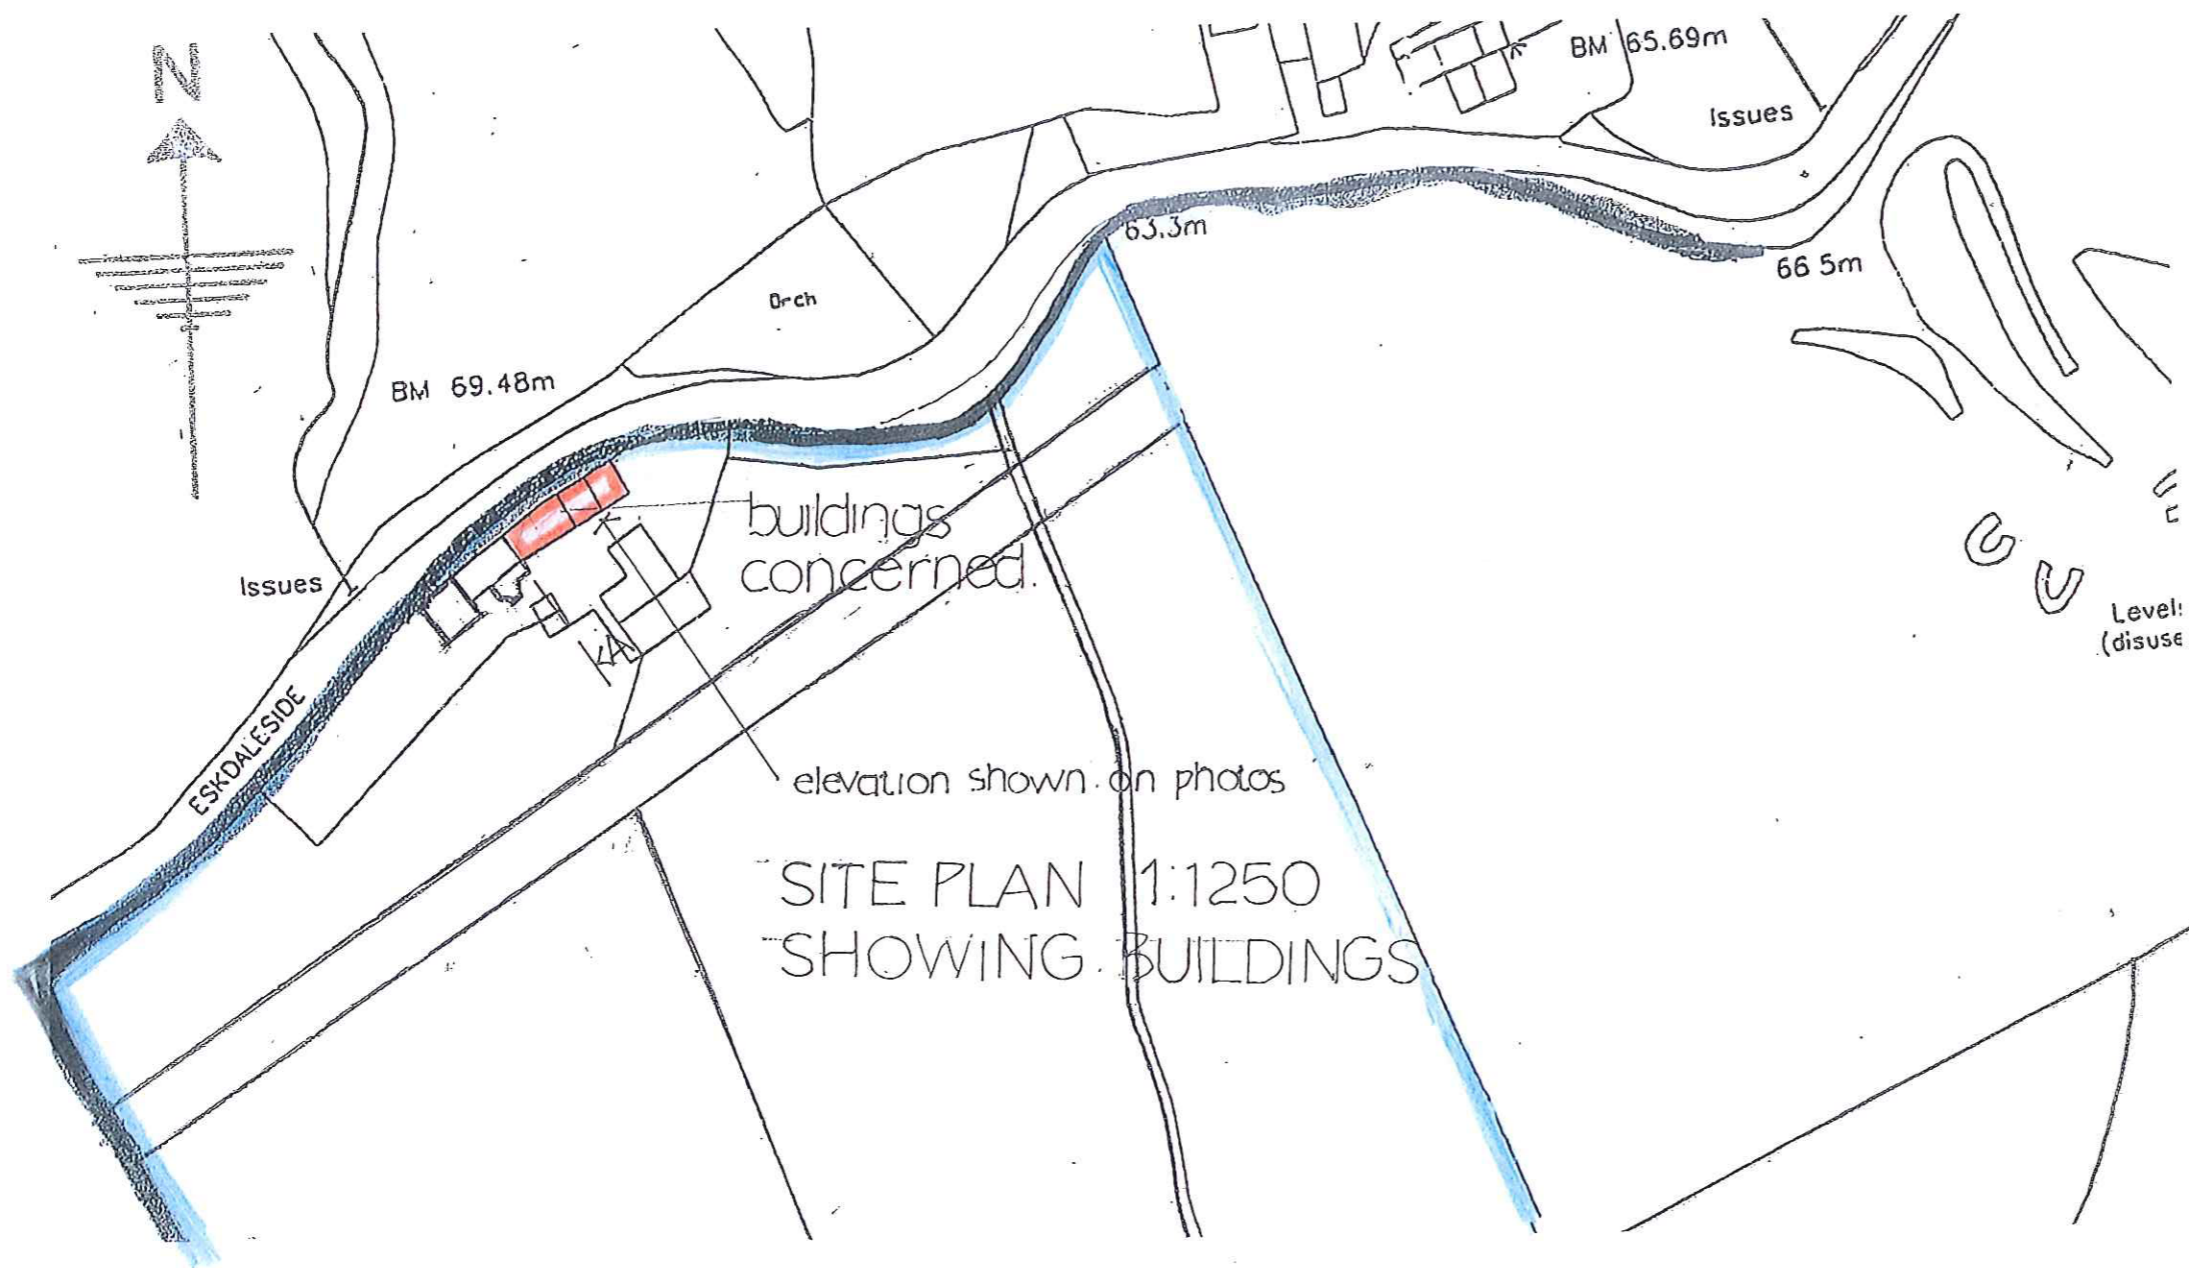 N
BM 65.69m
Issues
63.3m
66 5m
Orch
BM 69.48m
buildings
concerned.
Issues
Level
(disuse
ESKDALESIDE
elevation shown on photos
SITE PLAN 1:1250
SHOWING BUILDINGS